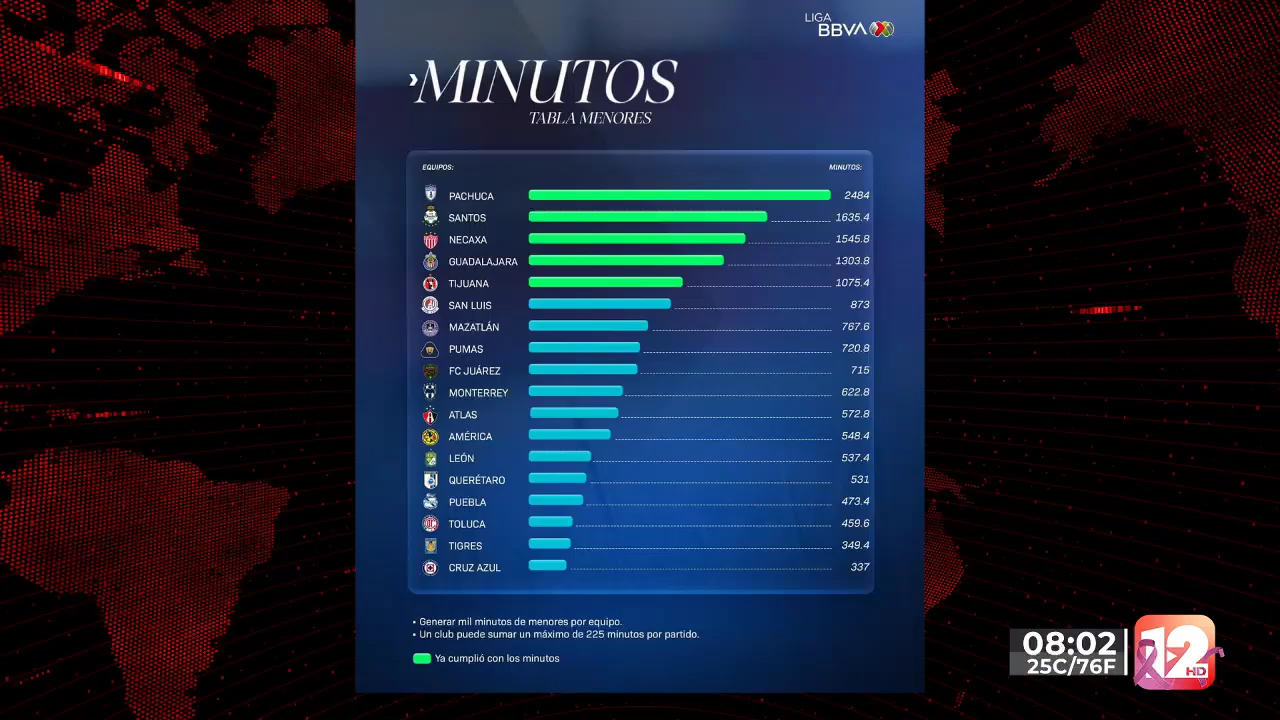 LIGA
BBVA
MINUTOS
TABLA MENORES
EQUIPOS: MINUTOS:
PACHUCA 2484
SANTOS 1635.4
NECAXA 1545.8
GUADALAJARA 1303.8
TIJUANA 1075.4
SAN LUIS 873
MAZATLÁN 767.6
PUMAS 720.8
FC JUÁREZ 715
MONTERREY 622.8
ATLAS 572.8
AMÉRICA 548.4
LEÓN 537.4
QUERÉTARO 531
PUEBLA 473.4
TOLUCA 459.6
TIGRES 349.4
CRUZ AZUL 337
• Generar mil minutos de menores por equipo.
• Un club puede sumar un máximo de 225 minutos por partido.
Ya cumplió con los minutos
08:02
25C/76F
12
HD